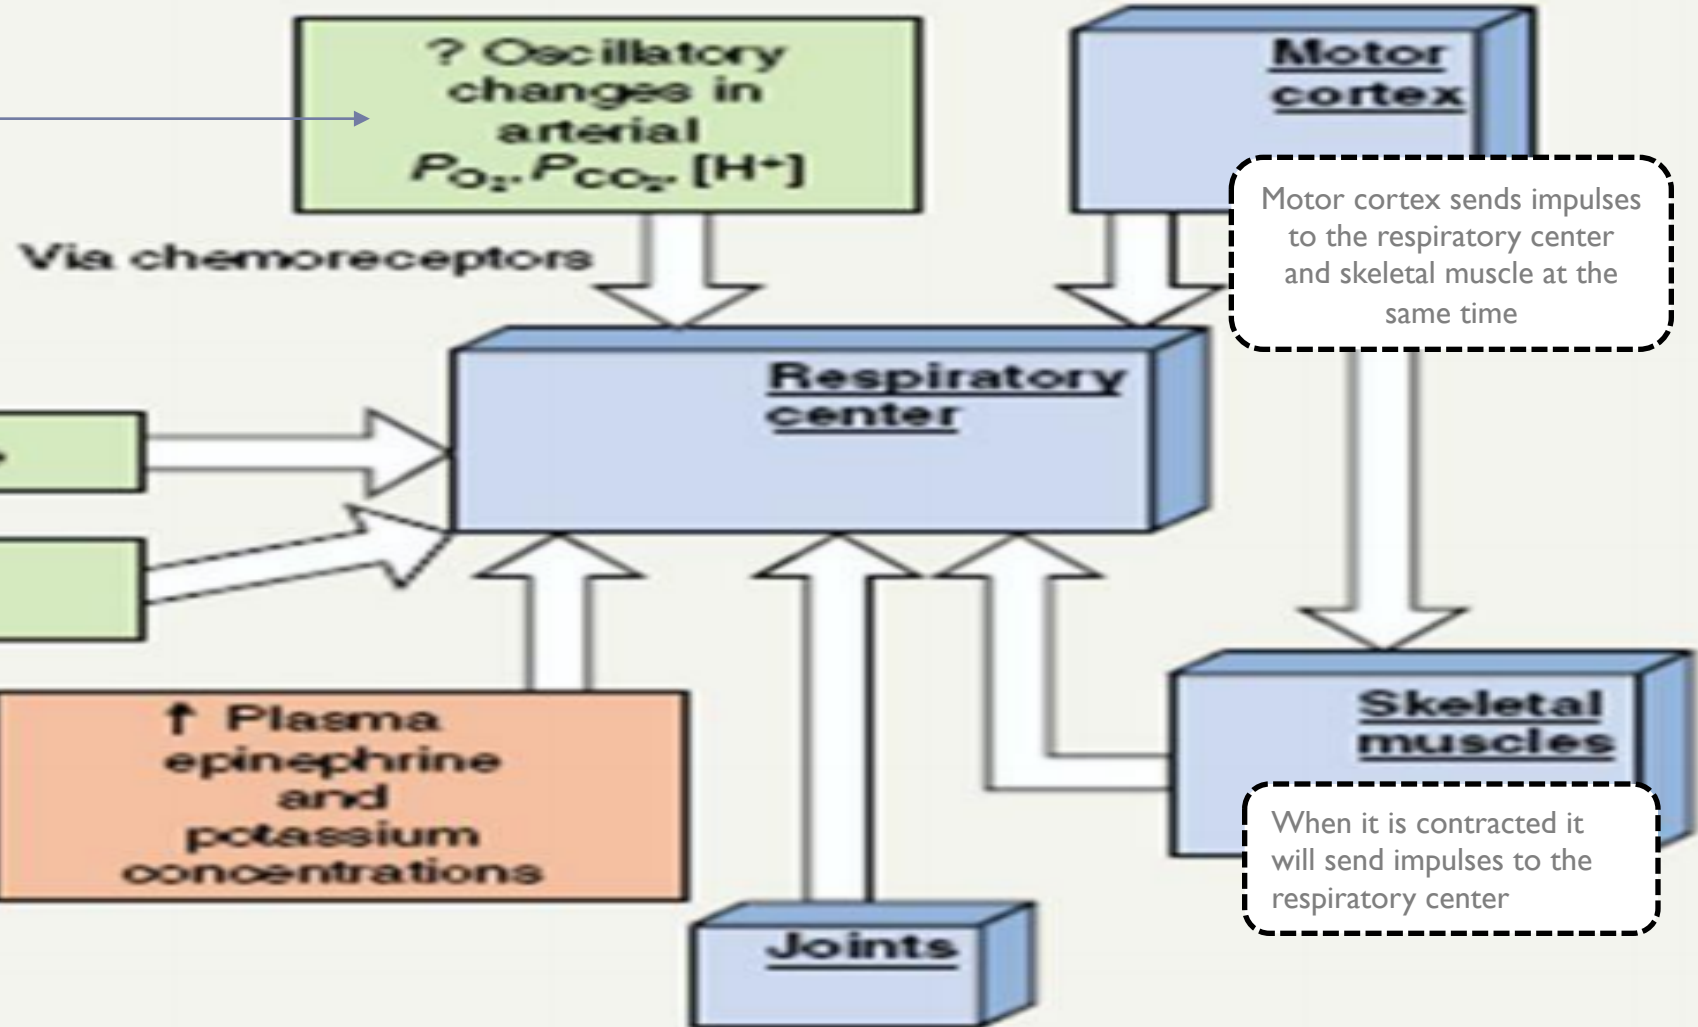 ? Oscillatory
changes in
arterial
PO₂, PCO₂, [H⁺]
Motor
cortex
Motor cortex sends impulses
to the respiratory center
and skeletal muscle at the
same time
Via chemoreceptors
Respiratory
center
↑ Plasma
epinephrine
and
potassium
concentrations
Skeletal
muscles
When it is contracted it
will send impulses to the
respiratory center
Joints